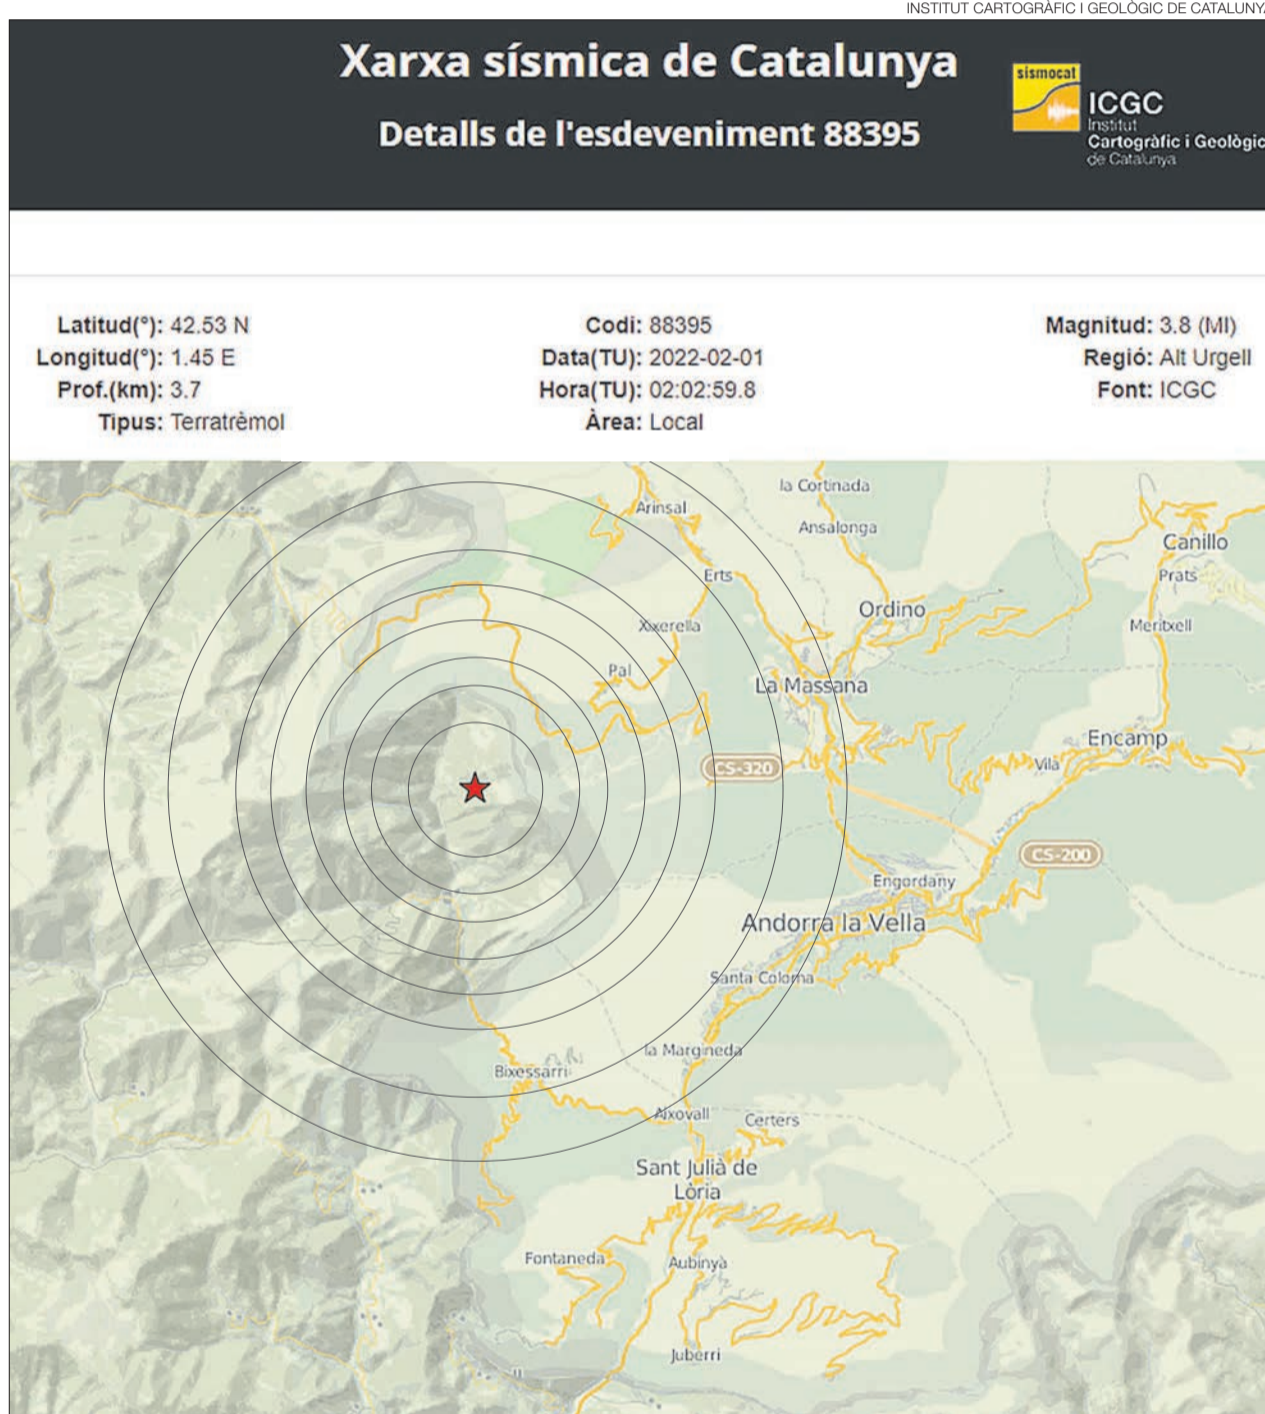 INSTITUT CARTOGRÀFIC I GEOLÒGIC DE CATALUNYA
Xarxa sísmica de Catalunya
Detalls de l'esdeveniment 88395
sismocat
ICGC
Institut
Cartogràfic i Geològic
de Catalunya
Latitud(°): 42.53 N
Longitud(°): 1.45 E
Prof.(km): 3.7
Tipus: Terratrèmol
Codi: 88395
Data(TU): 2022-02-01
Hora(TU): 02:02:59.8
Àrea: Local
Magnitud: 3.8 (Ml)
Regió: Alt Urgell
Font: ICGC
la Cortinada
Arinsal
Ansalonga
Canillo
Erts
Prats
Ordino
Xixerella
Meritxell
Pal
La Massana
Encamp
CS-320
Vila
CS-200
Engordany
Andorra la Vella
Santa Coloma
la Margineda
Bixessarri
Aixovall
Certers
Sant Julià de
Lòria
Fontaneda
Aubinyà
Juberri